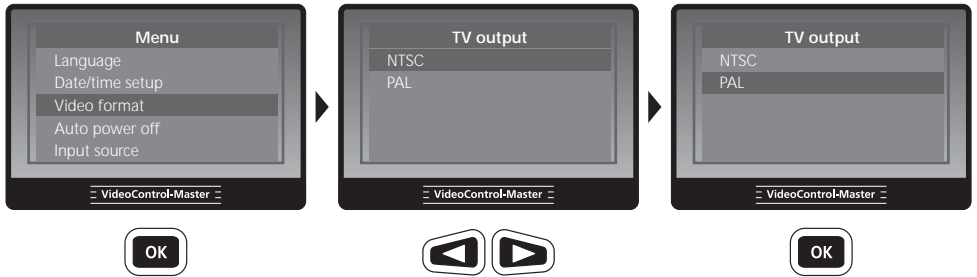 Menu
Language
Date/time setup
Video format
Auto power off
Input source
VideoControl-Master
OK
TV output
NTSC
PAL
VideoControl-Master
TV output
NTSC
PAL
VideoControl-Master
OK